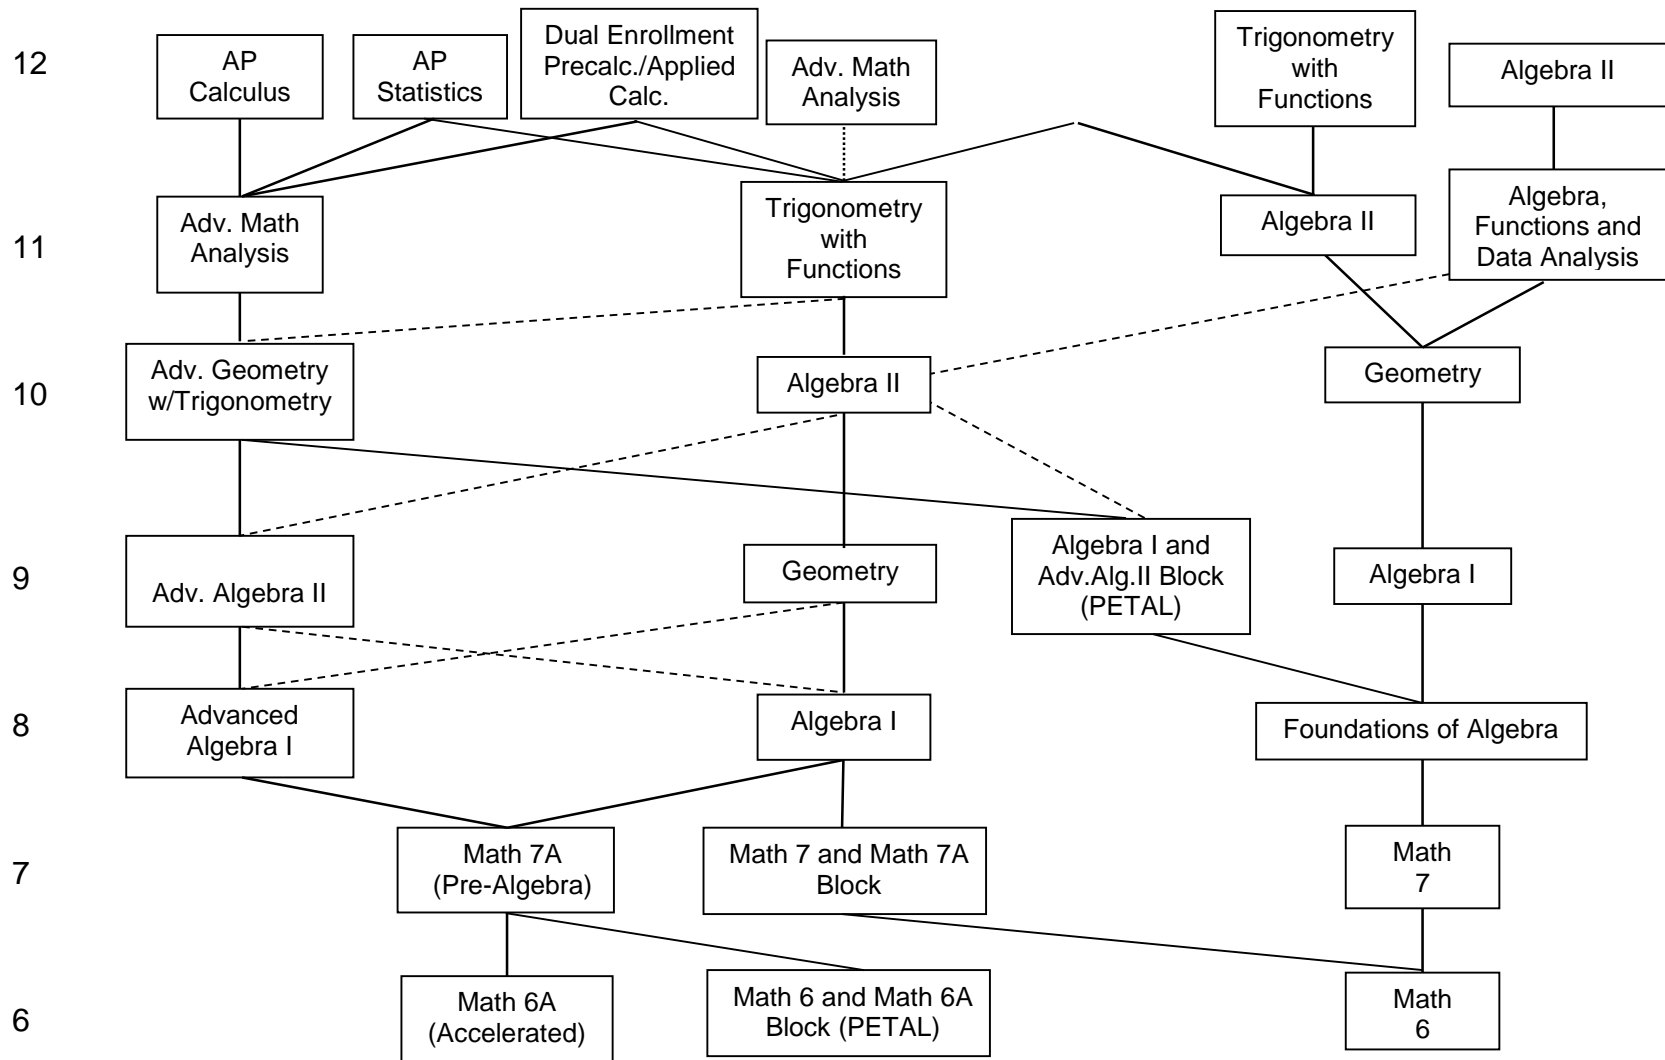 12
AP
Calculus
AP
Statistics
Dual Enrollment
Precalc./Applied
Calc.
Adv. Math
Analysis
Trigonometry
with
Functions
Algebra II
11
Adv. Math
Analysis
Trigonometry
with
Functions
Algebra II
Algebra,
Functions and
Data Analysis
10
Adv. Geometry
w/Trigonometry
Algebra II
Geometry
9
Adv. Algebra II
Geometry
Algebra I and
Adv.Alg.II Block
(PETAL)
Algebra I
8
Advanced
Algebra I
Algebra I
Foundations of Algebra
7
Math 7A
(Pre-Algebra)
Math 7 and Math 7A
Block
Math
7
6
Math 6A
(Accelerated)
Math 6 and Math 6A
Block (PETAL)
Math
6